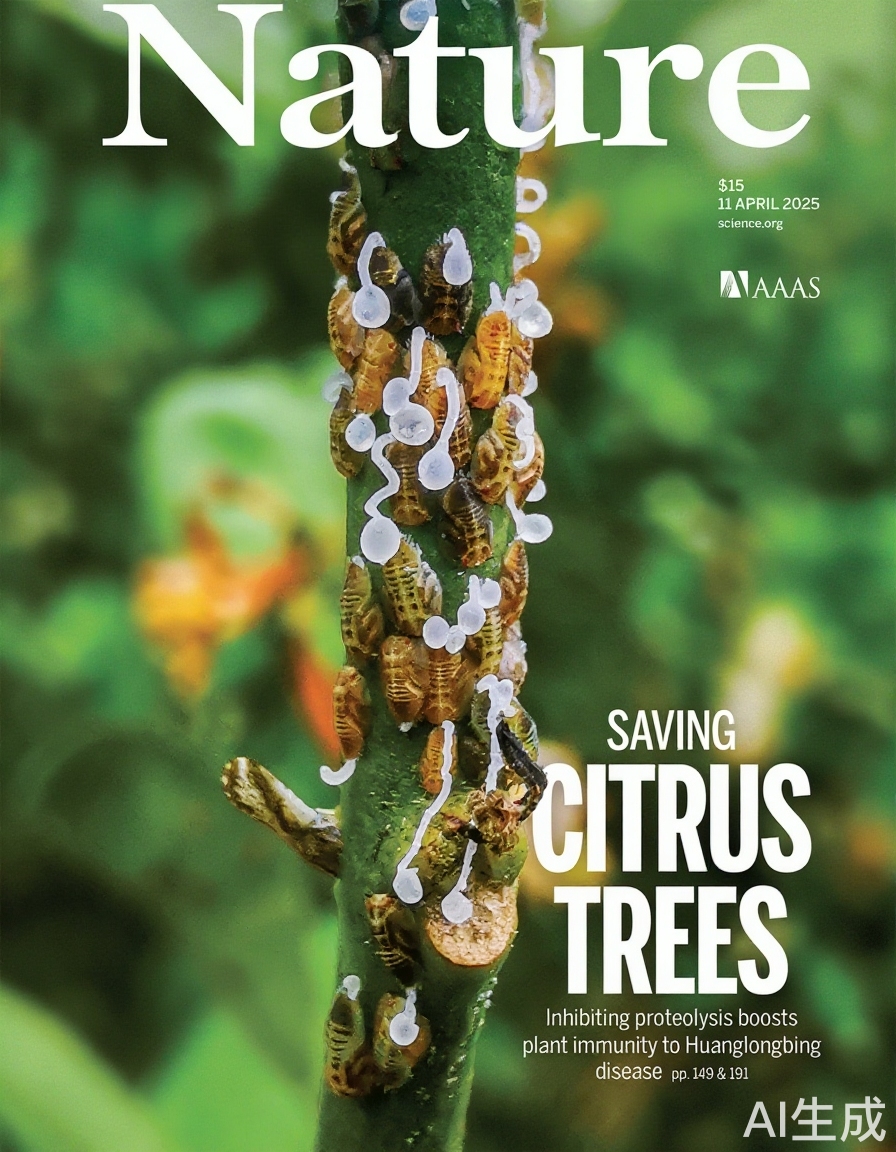 Nature
$15
11 APRIL 2025
science.org
AAAS
SAVING
CITRUS
TREES
Inhibiting proteolysis boosts
plant immunity to Huanglongbing
disease pp. 149 & 191
AI生成